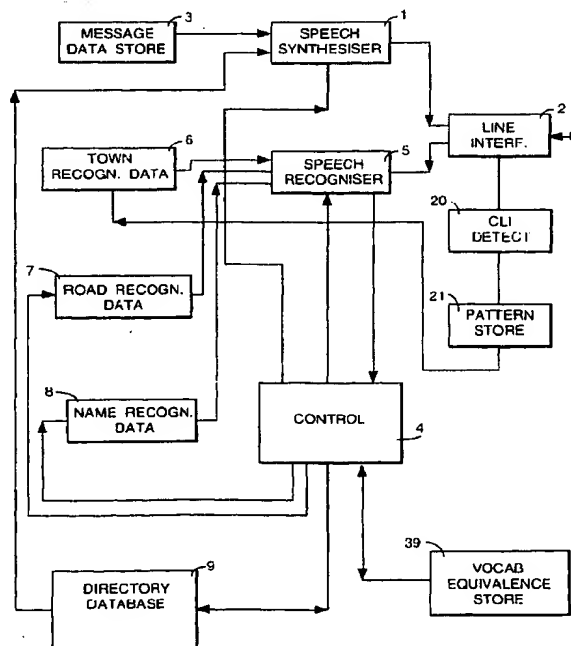 3
MESSAGE
DATA STORE
1
SPEECH
SYNTHESISER
2
LINE
INTERF.
6
TOWN
RECOGN. DATA
5
SPEECH
RECOGNISER
20
CLI
DETECT
7
ROAD RECOGN.
DATA
21
PATTERN
STORE
8
NAME RECOGN.
DATA
CONTROL
4
9
DIRECTORY
DATABASE
39
VOCAB
EQUIVALENCE
STORE